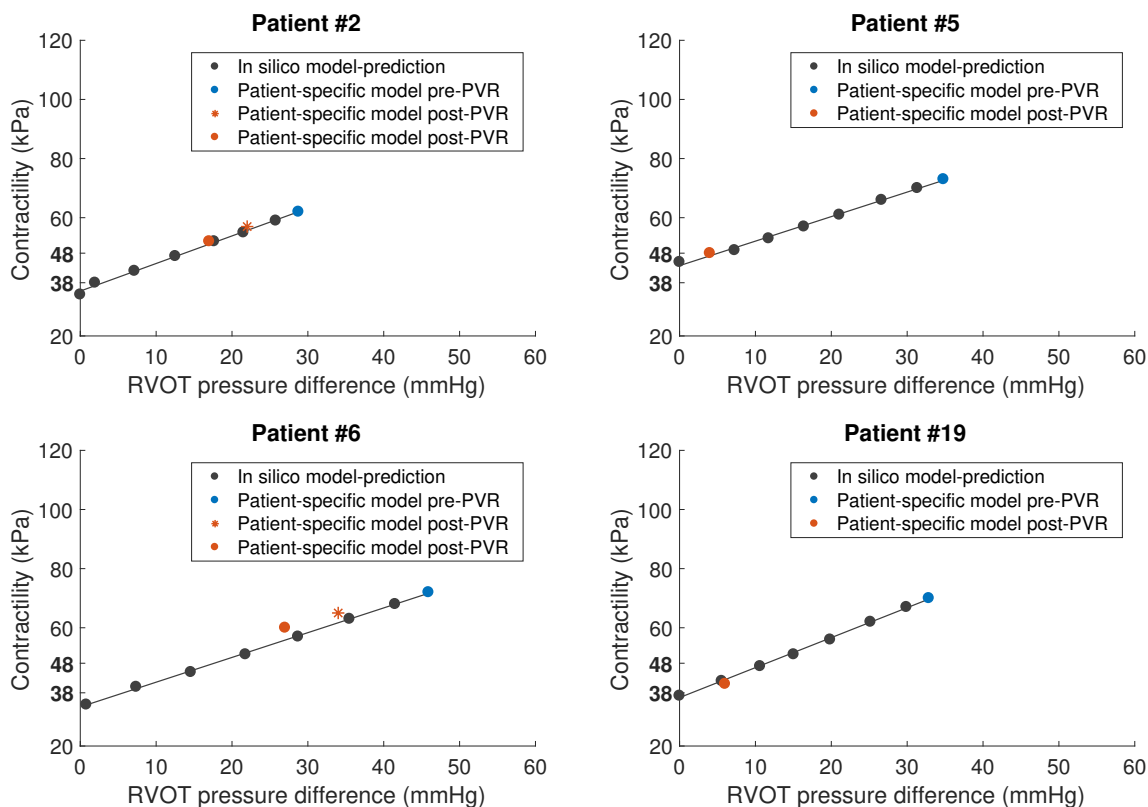 Patient #2
120
100
80
60
48
38
20
Contractility (kPa)
In silico model-prediction
Patient-specific model pre-PVR
Patient-specific model post-PVR
Patient-specific model post-PVR
0 10 20 30 40 50 60
RVOT pressure difference (mmHg)
Patient #5
120
100
80
60
48
38
20
Contractility (kPa)
In silico model-prediction
Patient-specific model pre-PVR
Patient-specific model post-PVR
0 10 20 30 40 50 60
RVOT pressure difference (mmHg)
Patient #6
120
100
80
60
48
38
20
Contractility (kPa)
In silico model-prediction
Patient-specific model pre-PVR
Patient-specific model post-PVR
Patient-specific model post-PVR
0 10 20 30 40 50 60
RVOT pressure difference (mmHg)
Patient #19
120
100
80
60
48
38
20
Contractility (kPa)
In silico model-prediction
Patient-specific model pre-PVR
Patient-specific model post-PVR
0 10 20 30 40 50 60
RVOT pressure difference (mmHg)